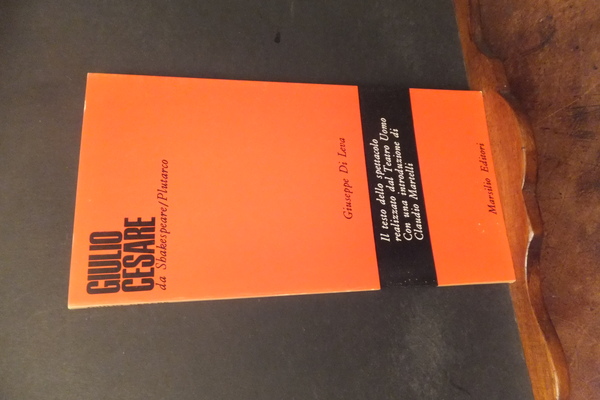 GIULIO
CESARE
da Shakespeare/Plutarco
Giuseppe Di Leva
Il testo dello spettacolo
realizzato dal Teatro Uomo
Con una introduzione di
Claudio Martelli
Marsilio Editori